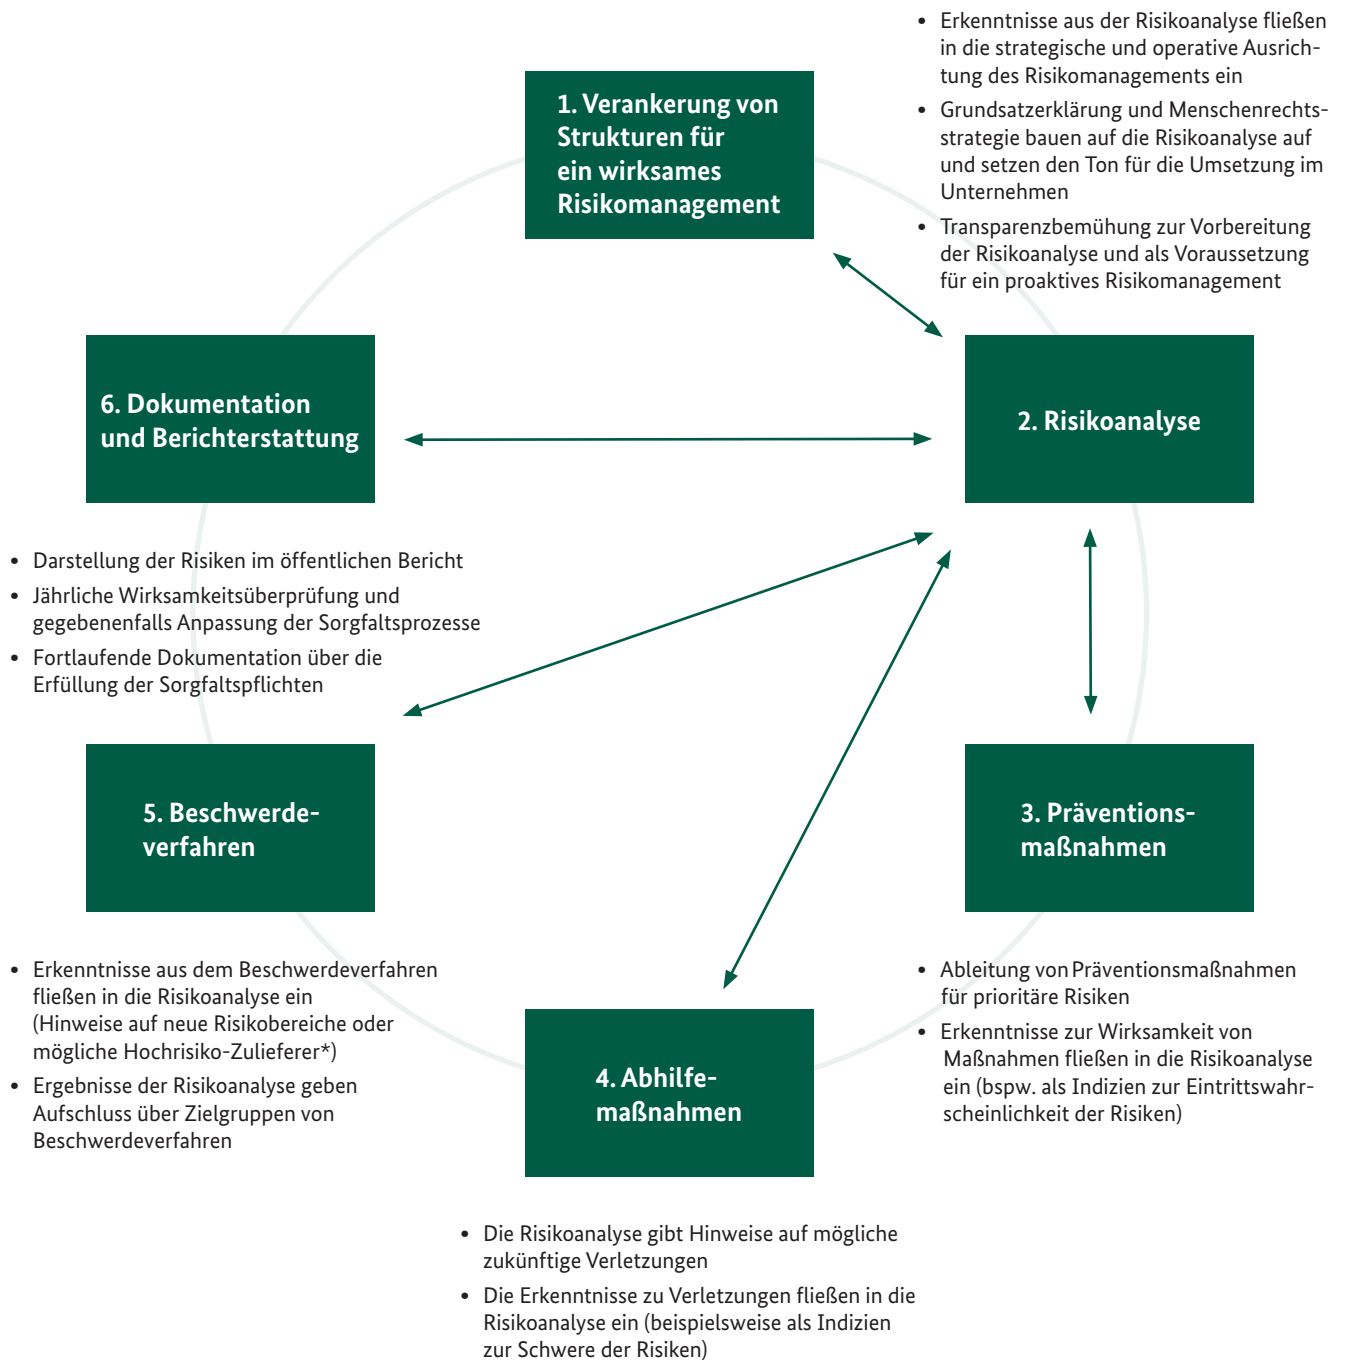 1. Verankerung von
Strukturen für
ein wirksames
Risikomanagement
• Erkenntnisse aus der Risikoanalyse fließen
in die strategische und operative Ausrich-
tung des Risikomanagements ein
• Grundsatzerklärung und Menschenrechts-
strategie bauen auf die Risikoanalyse auf
und setzen den Ton für die Umsetzung im
Unternehmen
• Transparenzbemühung zur Vorbereitung
der Risikoanalyse und als Voraussetzung
für ein proaktives Risikomanagement
2. Risikoanalyse
3. Präventions-
maßnahmen
• Ableitung von Präventionsmaßnahmen
für prioritäre Risiken
• Erkenntnisse zur Wirksamkeit von
Maßnahmen fließen in die Risikoanalyse
ein (bspw. als Indizien zur Eintrittswahr-
scheinlichkeit der Risiken)
4. Abhilfe-
maßnahmen
• Die Risikoanalyse gibt Hinweise auf mögliche
zukünftige Verletzungen
• Die Erkenntnisse zu Verletzungen fließen in die
Risikoanalyse ein (beispielsweise als Indizien
zur Schwere der Risiken)
5. Beschwerde-
verfahren
• Erkenntnisse aus dem Beschwerdeverfahren
fließen in die Risikoanalyse ein
(Hinweise auf neue Risikobereiche oder
mögliche Hochrisiko-Zulieferer*)
• Ergebnisse der Risikoanalyse geben
Aufschluss über Zielgruppen von
Beschwerdeverfahren
6. Dokumentation
und Berichterstattung
• Darstellung der Risiken im öffentlichen Bericht
• Jährliche Wirksamkeitsüberprüfung und
gegebenenfalls Anpassung der Sorgfaltsprozesse
• Fortlaufende Dokumentation über die
Erfüllung der Sorgfaltspflichten